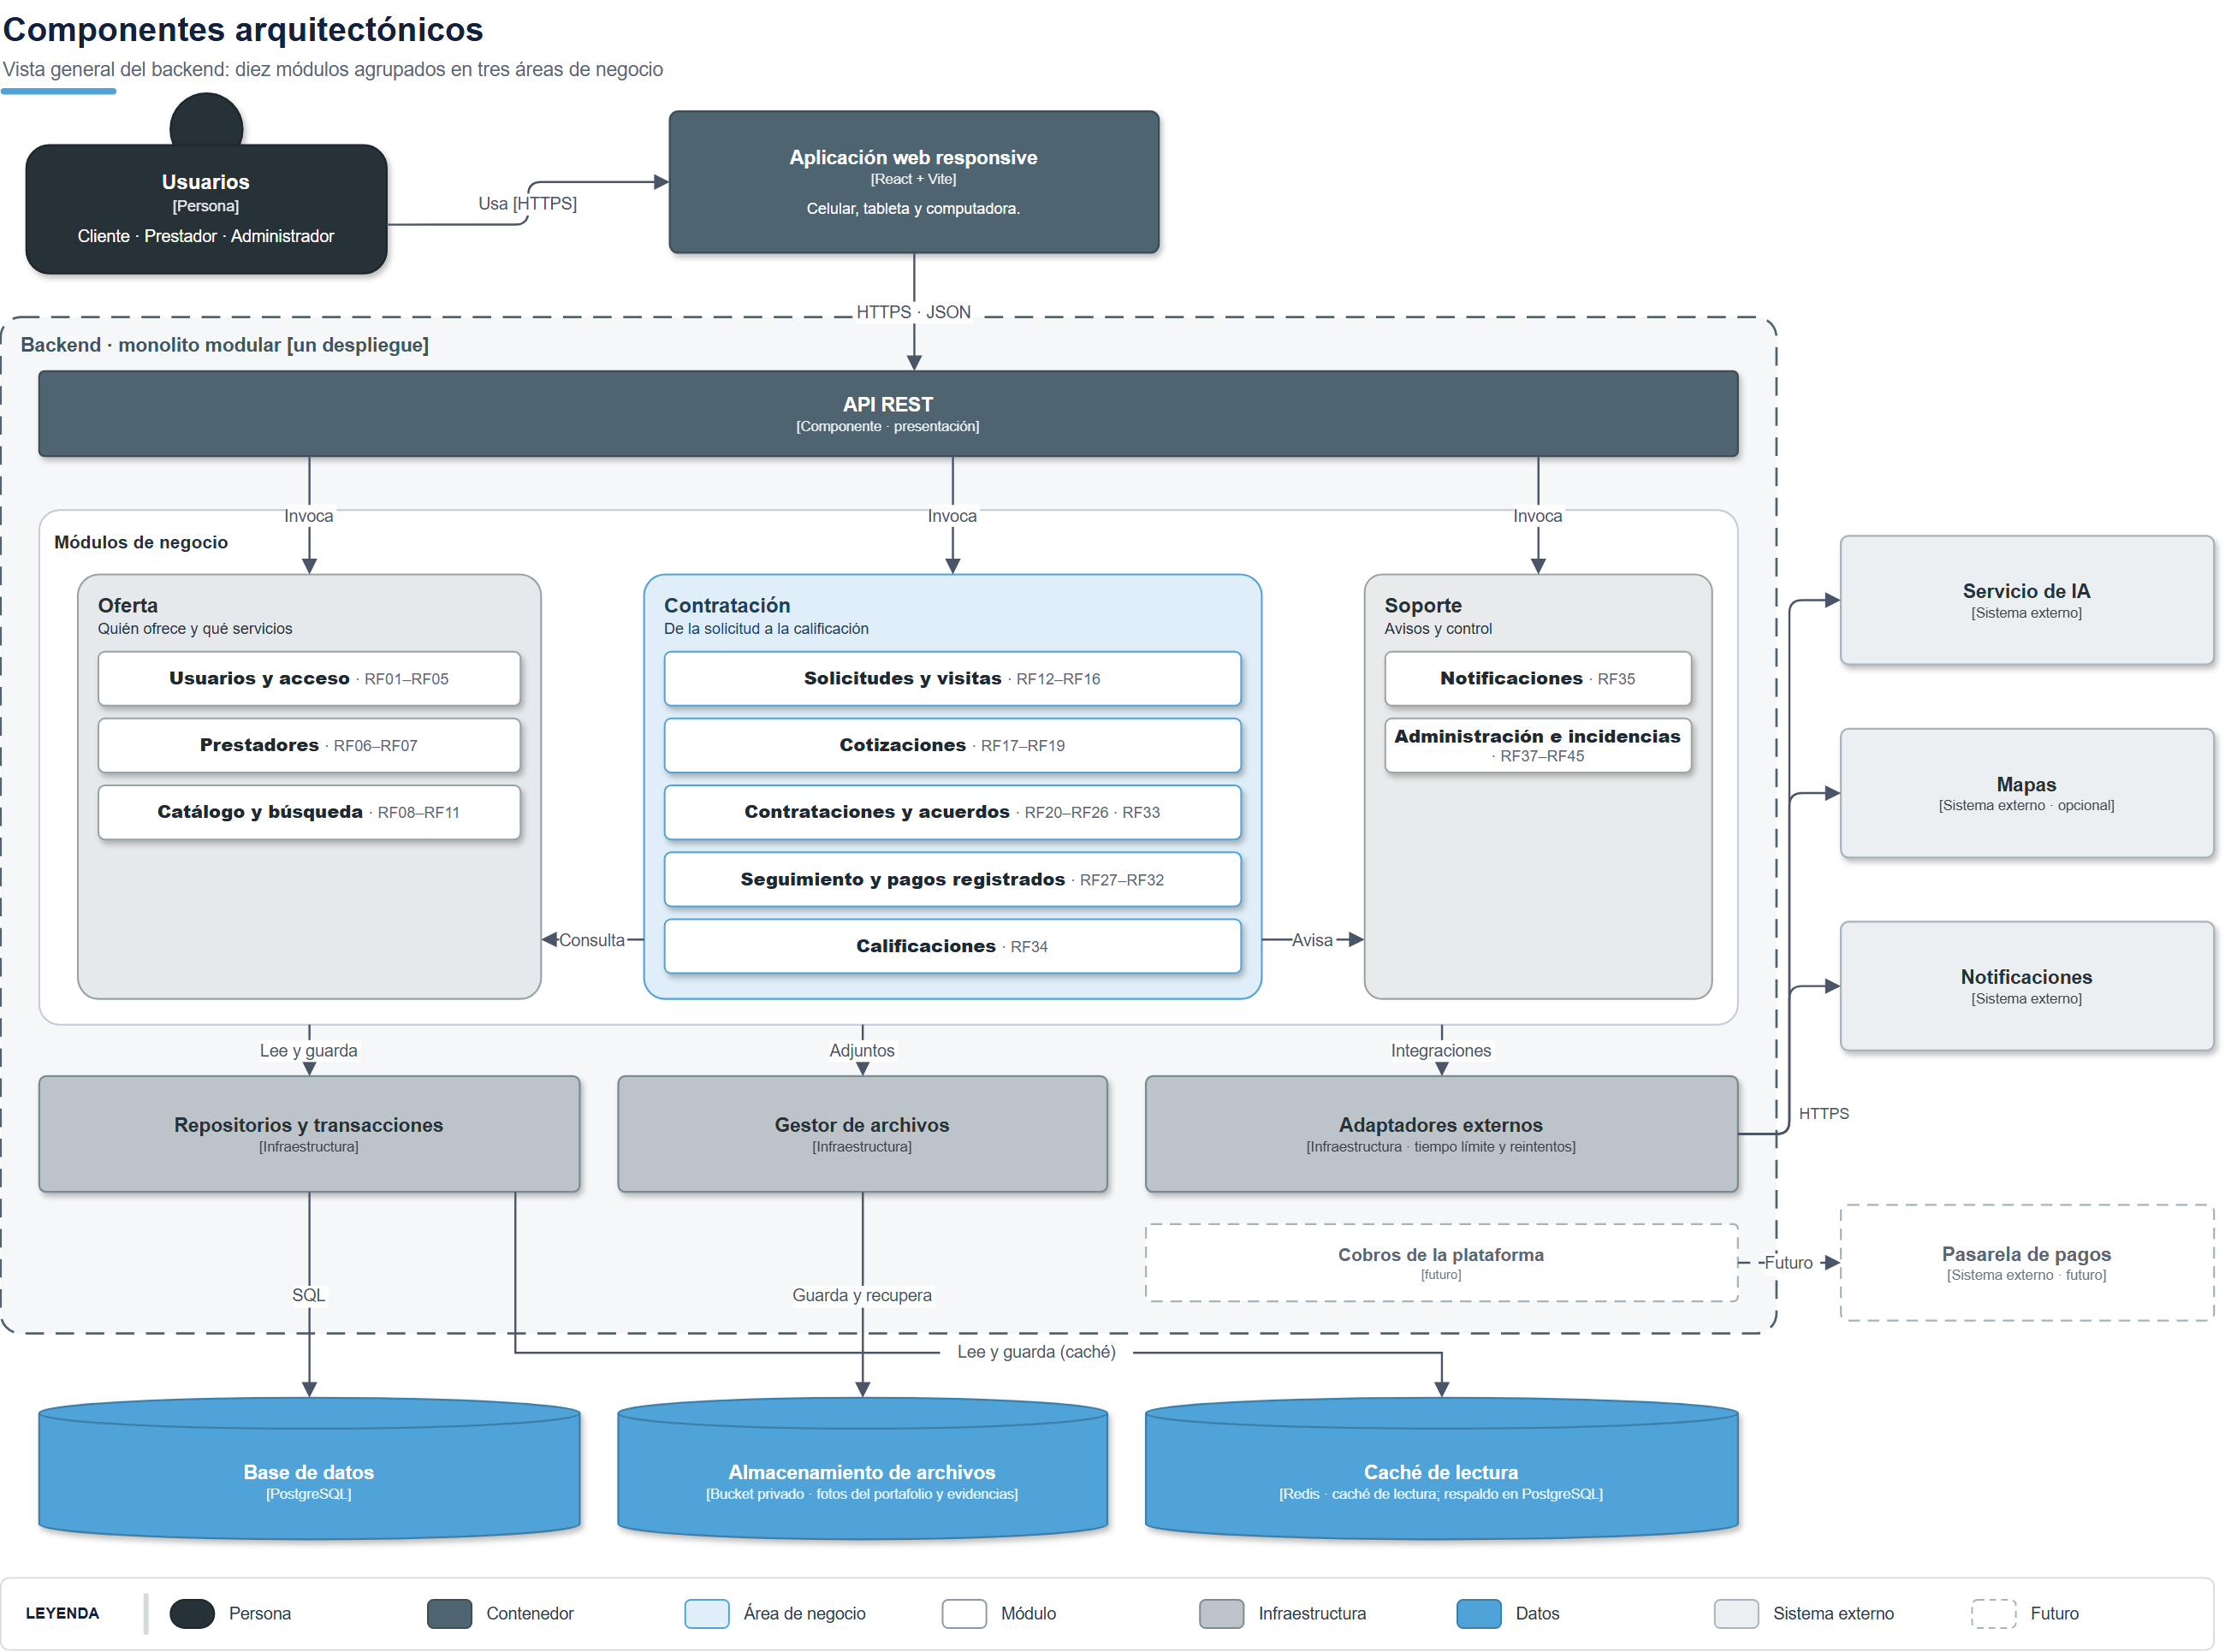 Componentes arquitectónicos
Vista general del backend: diez módulos agrupados en tres áreas de negocio
Usuarios
[Persona]
Cliente · Prestador · Administrador
Usa [HTTPS]
Aplicación web responsive
[React + Vite]
Celular, tableta y computadora.
HTTPS · JSON
Backend · monolito modular [un despliegue]
API REST
[Componente · presentación]
Invoca
Invoca
Invoca
Módulos de negocio
Oferta
Quién ofrece y qué servicios
Usuarios y acceso · RF01–RF05
Prestadores · RF06–RF07
Catálogo y búsqueda · RF08–RF11
Consulta
Contratación
De la solicitud a la calificación
Solicitudes y visitas · RF12–RF16
Cotizaciones · RF17–RF19
Contrataciones y acuerdos · RF20–RF26 · RF33
Seguimiento y pagos registrados · RF27–RF32
Calificaciones · RF34
Avisa
Soporte
Avisos y control
Notificaciones · RF35
Administración e incidencias
· RF37–RF45
Servicio de IA
[Sistema externo]
Mapas
[Sistema externo · opcional]
Notificaciones
[Sistema externo]
Lee y guarda
Adjuntos
Integraciones
Repositorios y transacciones
[Infraestructura]
Gestor de archivos
[Infraestructura]
Adaptadores externos
[Infraestructura · tiempo límite y reintentos]
HTTPS
Cobros de la plataforma
[futuro]
Futuro
Pasarela de pagos
[Sistema externo · futuro]
SQL
Guarda y recupera
Lee y guarda (caché)
Base de datos
[PostgreSQL]
Almacenamiento de archivos
[Bucket privado · fotos del portafolio y evidencias]
Caché de lectura
[Redis · caché de lectura; respaldo en PostgreSQL]
LEYENDA
Persona
Contenedor
Área de negocio
Módulo
Infraestructura
Datos
Sistema externo
Futuro